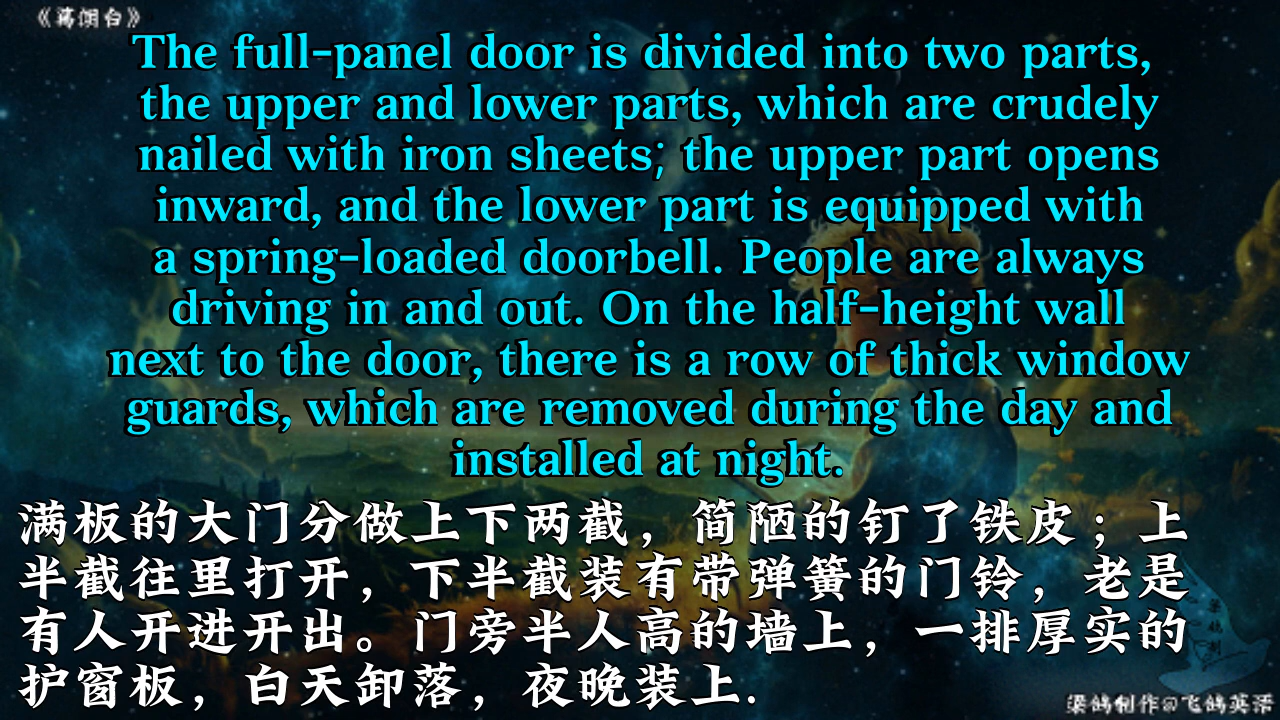 The full-panel door is divided into two parts,
the upper and lower parts, which are crudely
nailed with iron sheets; the upper part opens
inward, and the lower part is equipped with
a spring-loaded doorbell. People are always
driving in and out. On the half-height wall
next to the door, there is a row of thick window
guards, which are removed during the day and
installed at night.
满板的大门分做上下两截，简陋的钉了铁皮；上
半截往里打开，下半截装有带弹簧的门铃，老是
有人开进开出。门旁半人高的墙上，一排厚实的
护窗板，白天卸落，夜晚装上.
梁鸽制作@飞鸽英语